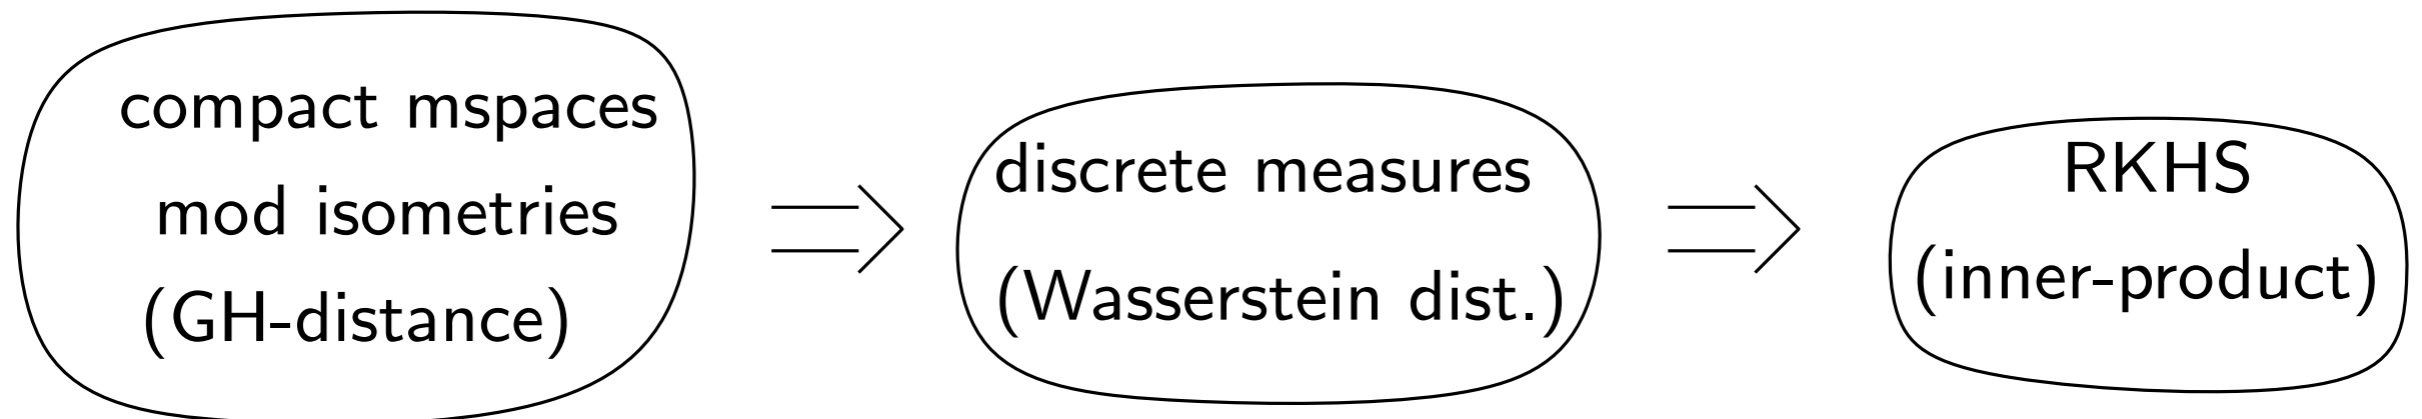 compact mspaces
mod isometries
(GH-distance)
discrete measures
(Wasserstein dist.)
RKHS
(inner-product)